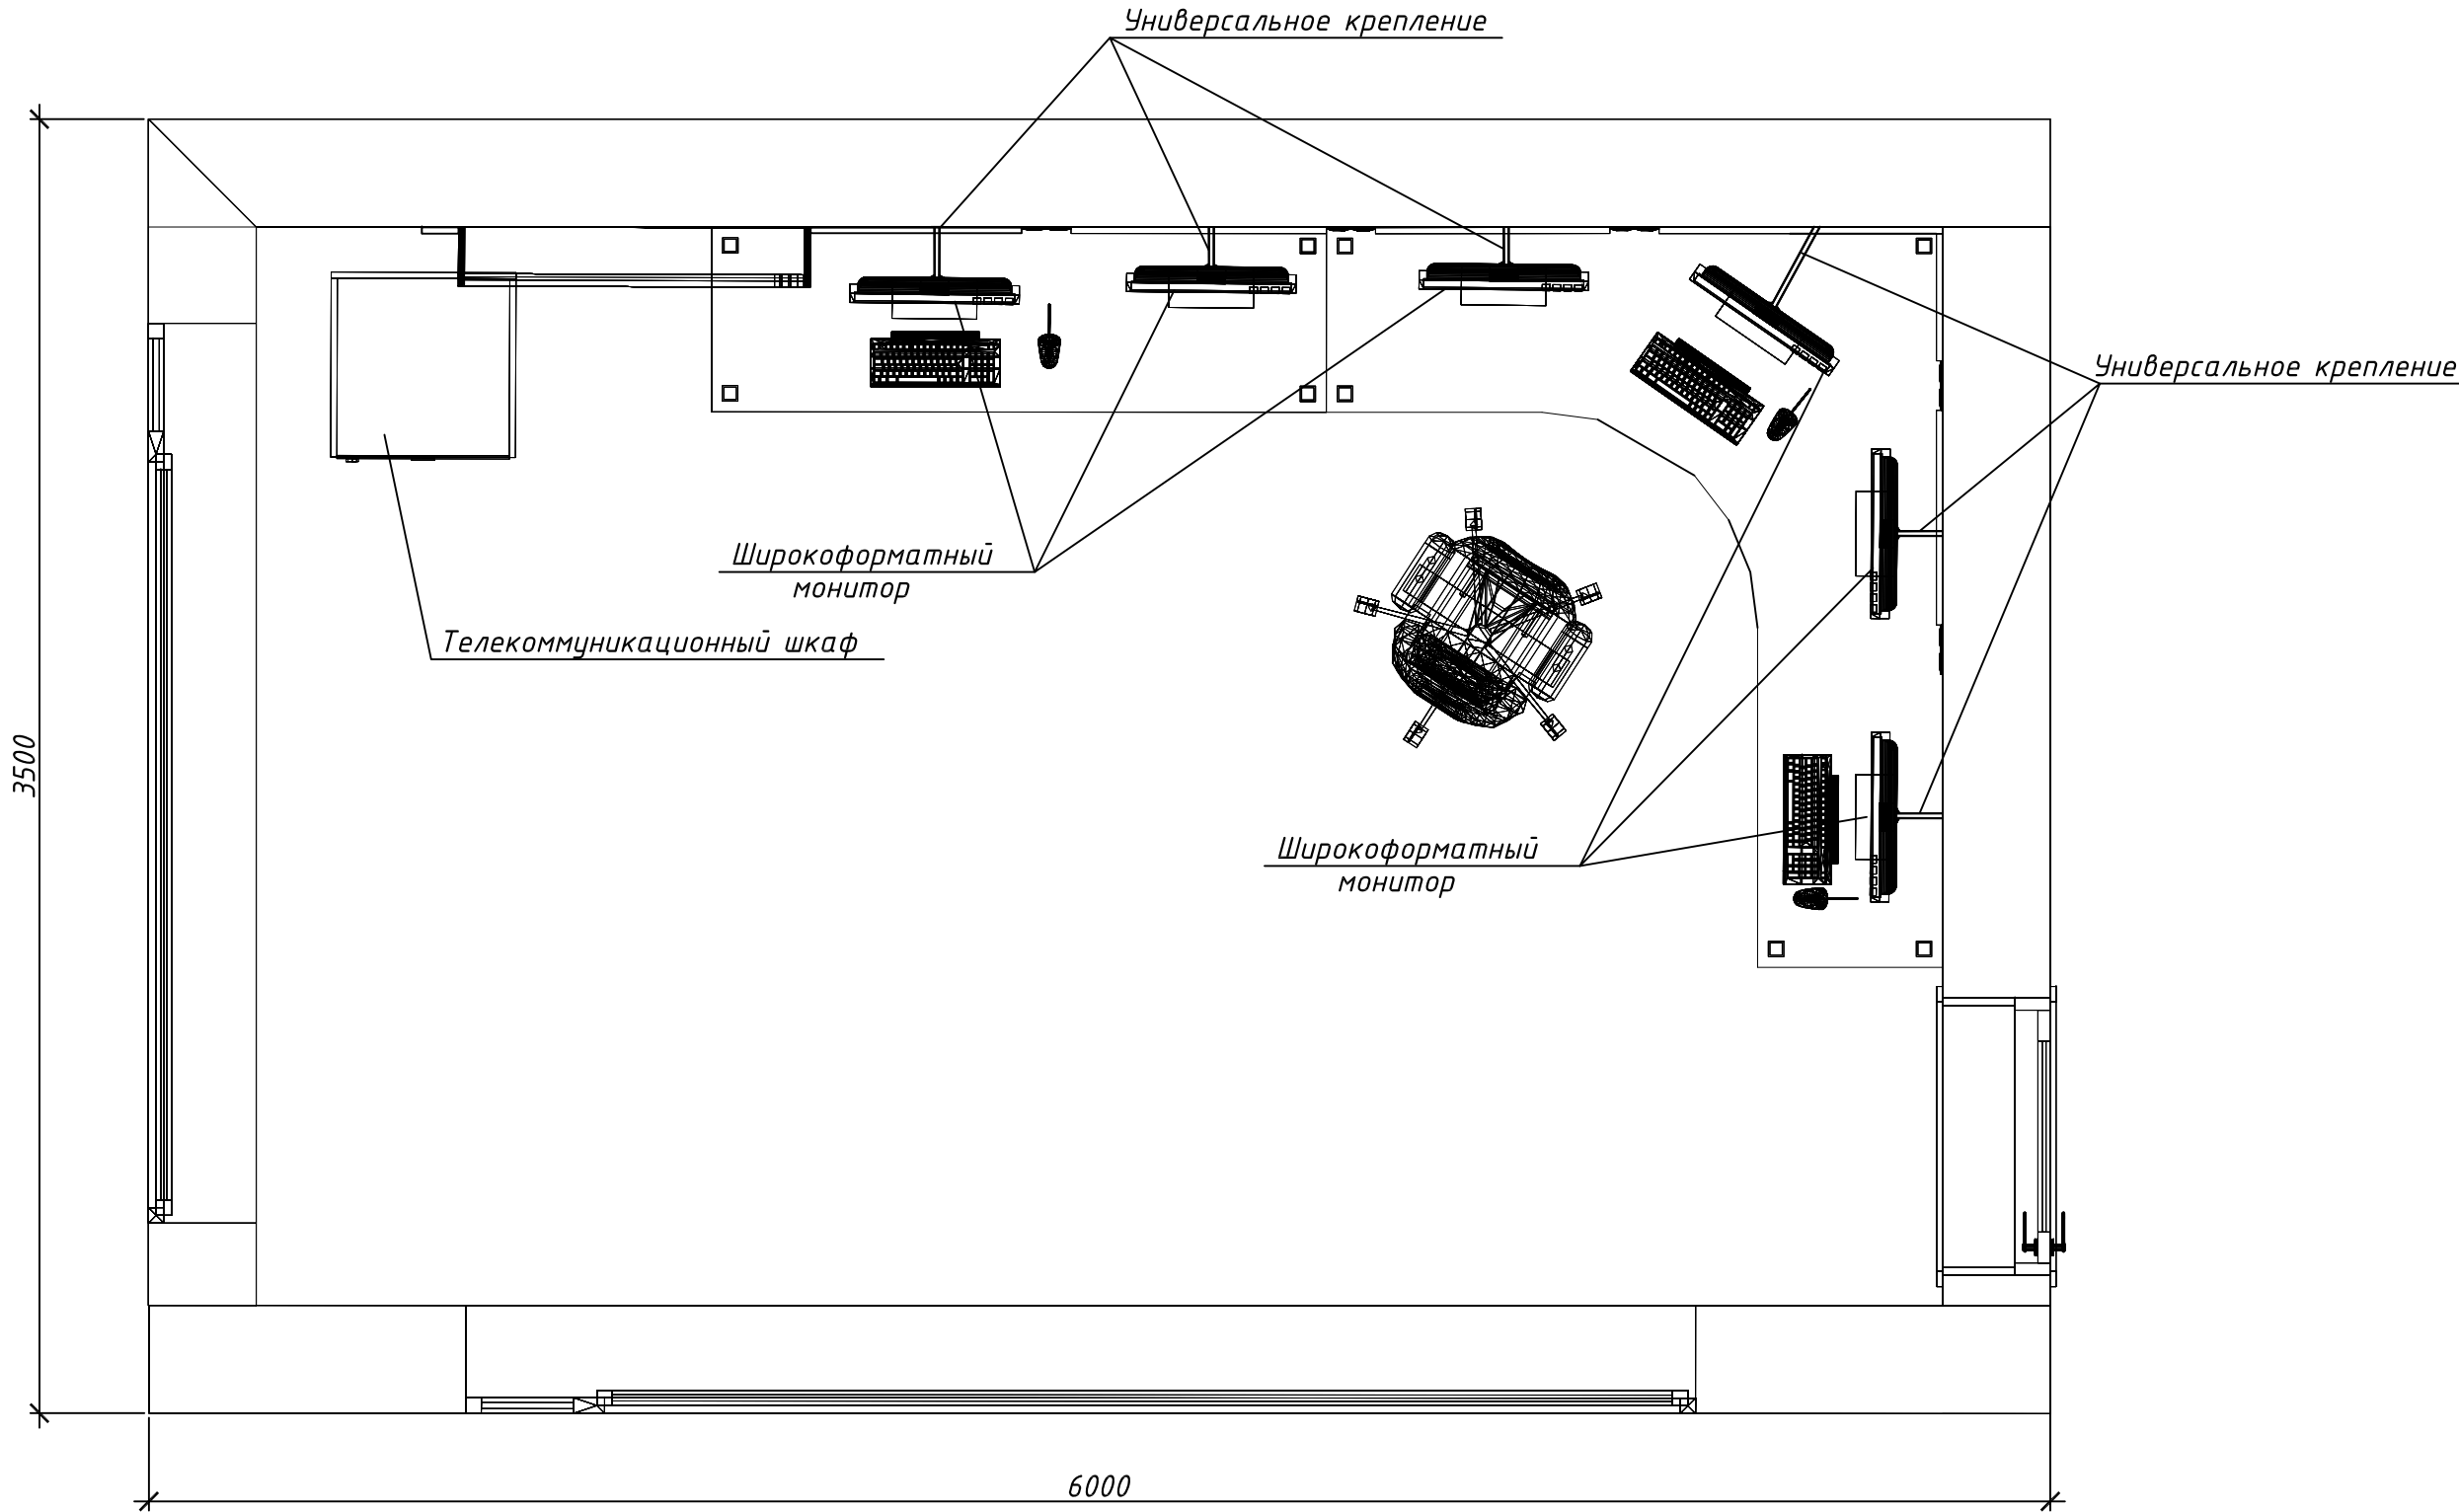 Универсальное крепление
Универсальное крепление
Широкоформатный
монитор
Телекоммуникационный шкаф
3500
Широкоформатный
монитор
6000